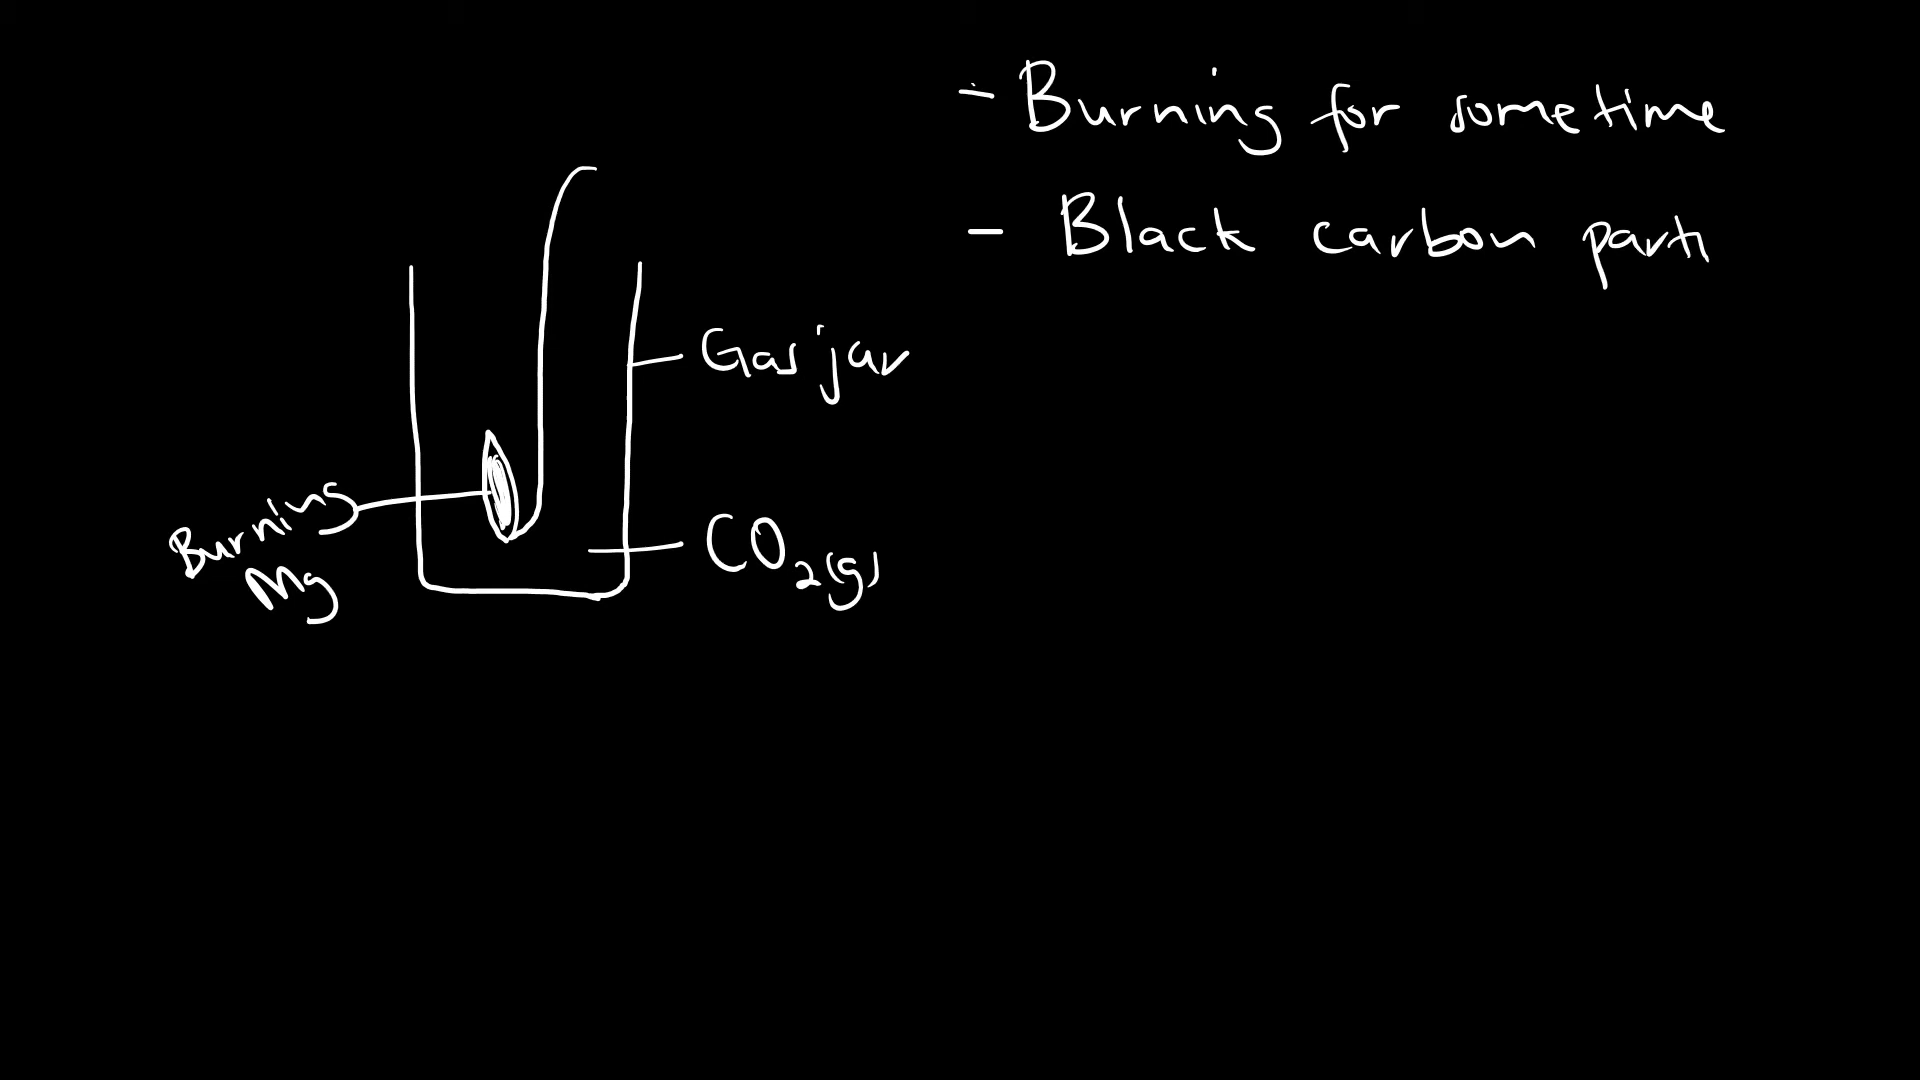 - Burning for sometime
- Black carbon parti
Gas jar
Burning
Mg
CO₂(g)